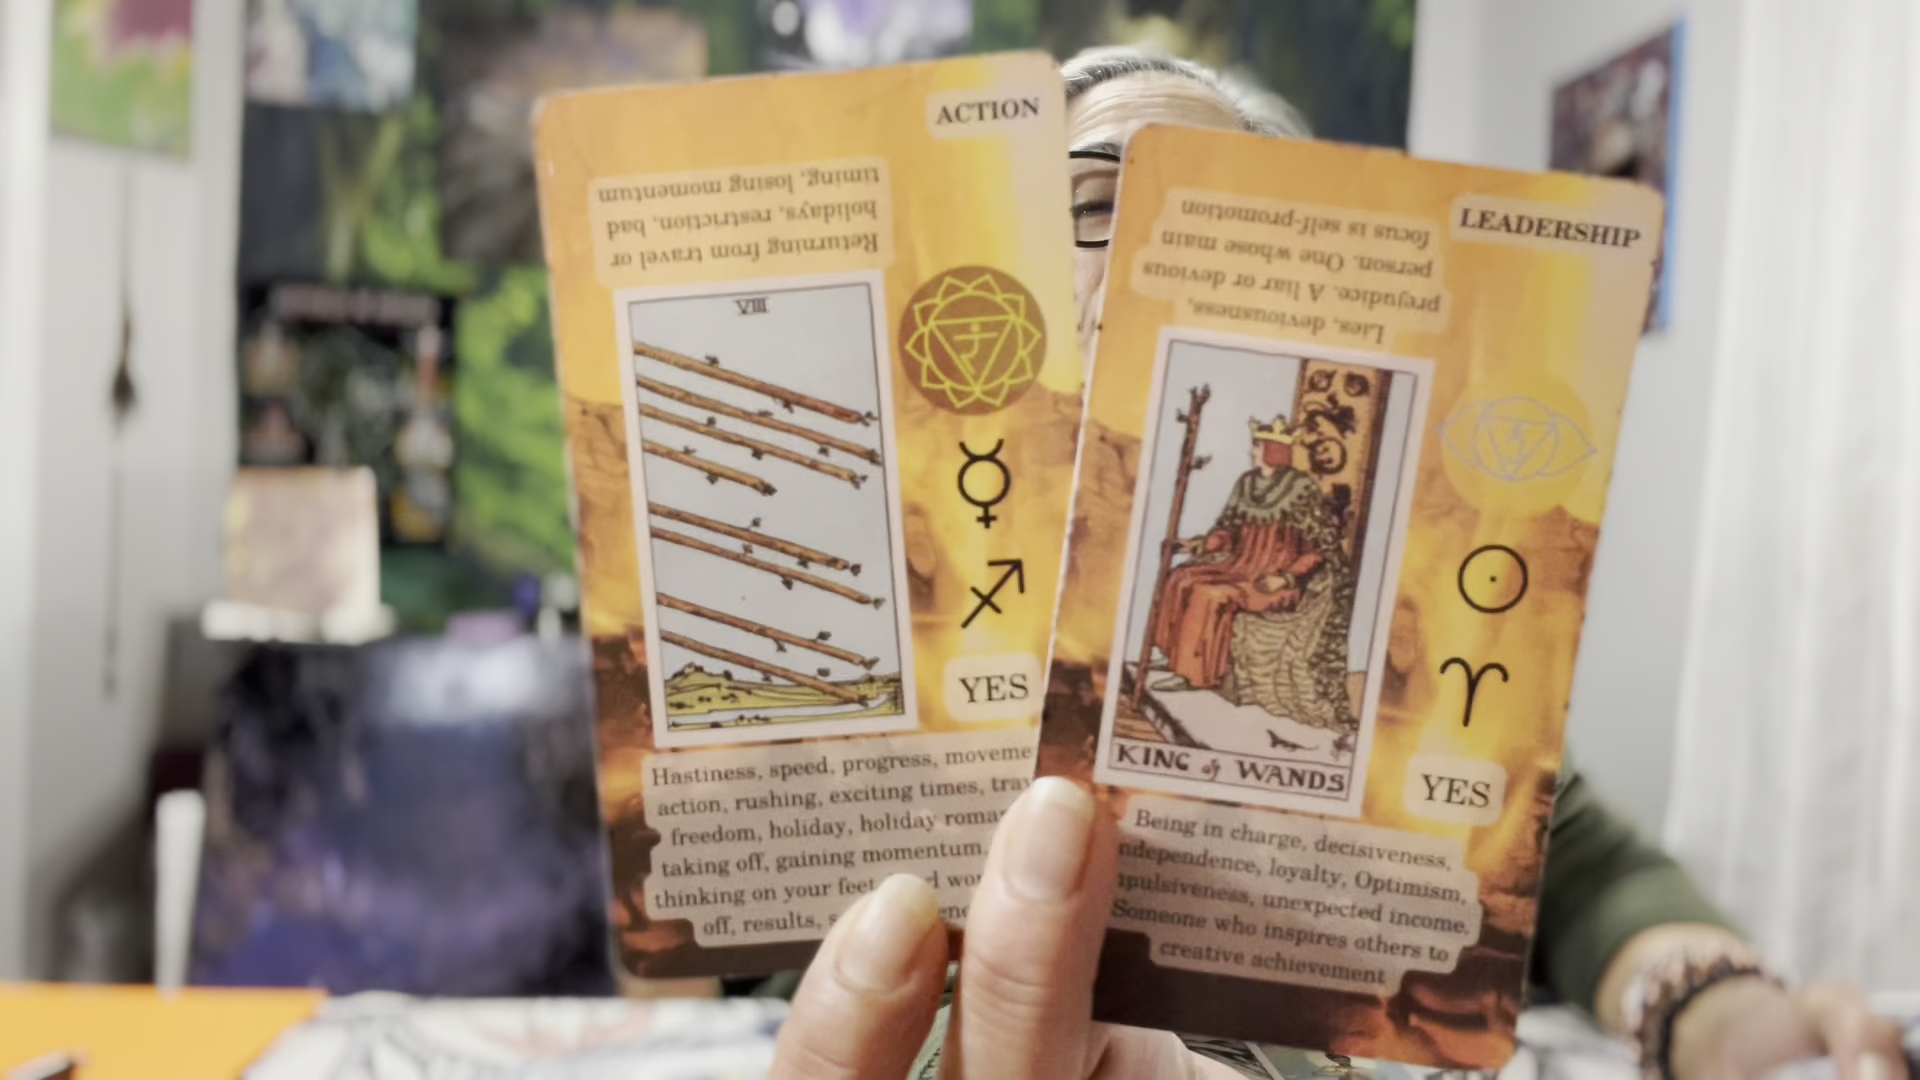 ACTION
timing, losing momentum
holidays, restriction, bad
Returning from travel or
VIII
YES
Hastiness, speed, progress,
action, rushing, exciting times,
freedom, holiday, holiday
taking off, gaining momentum,
thinking on your feet
off, results,
LEADERSHIP
focus is self-promotion
person. One whose main
prejudice. A liar or devious
Lies, deviousness,
YES
KING of WANDS
Being in charge, decisiveness,
loyalty, Optimism,
unexpected income.
Someone who inspires others to
creative achievement